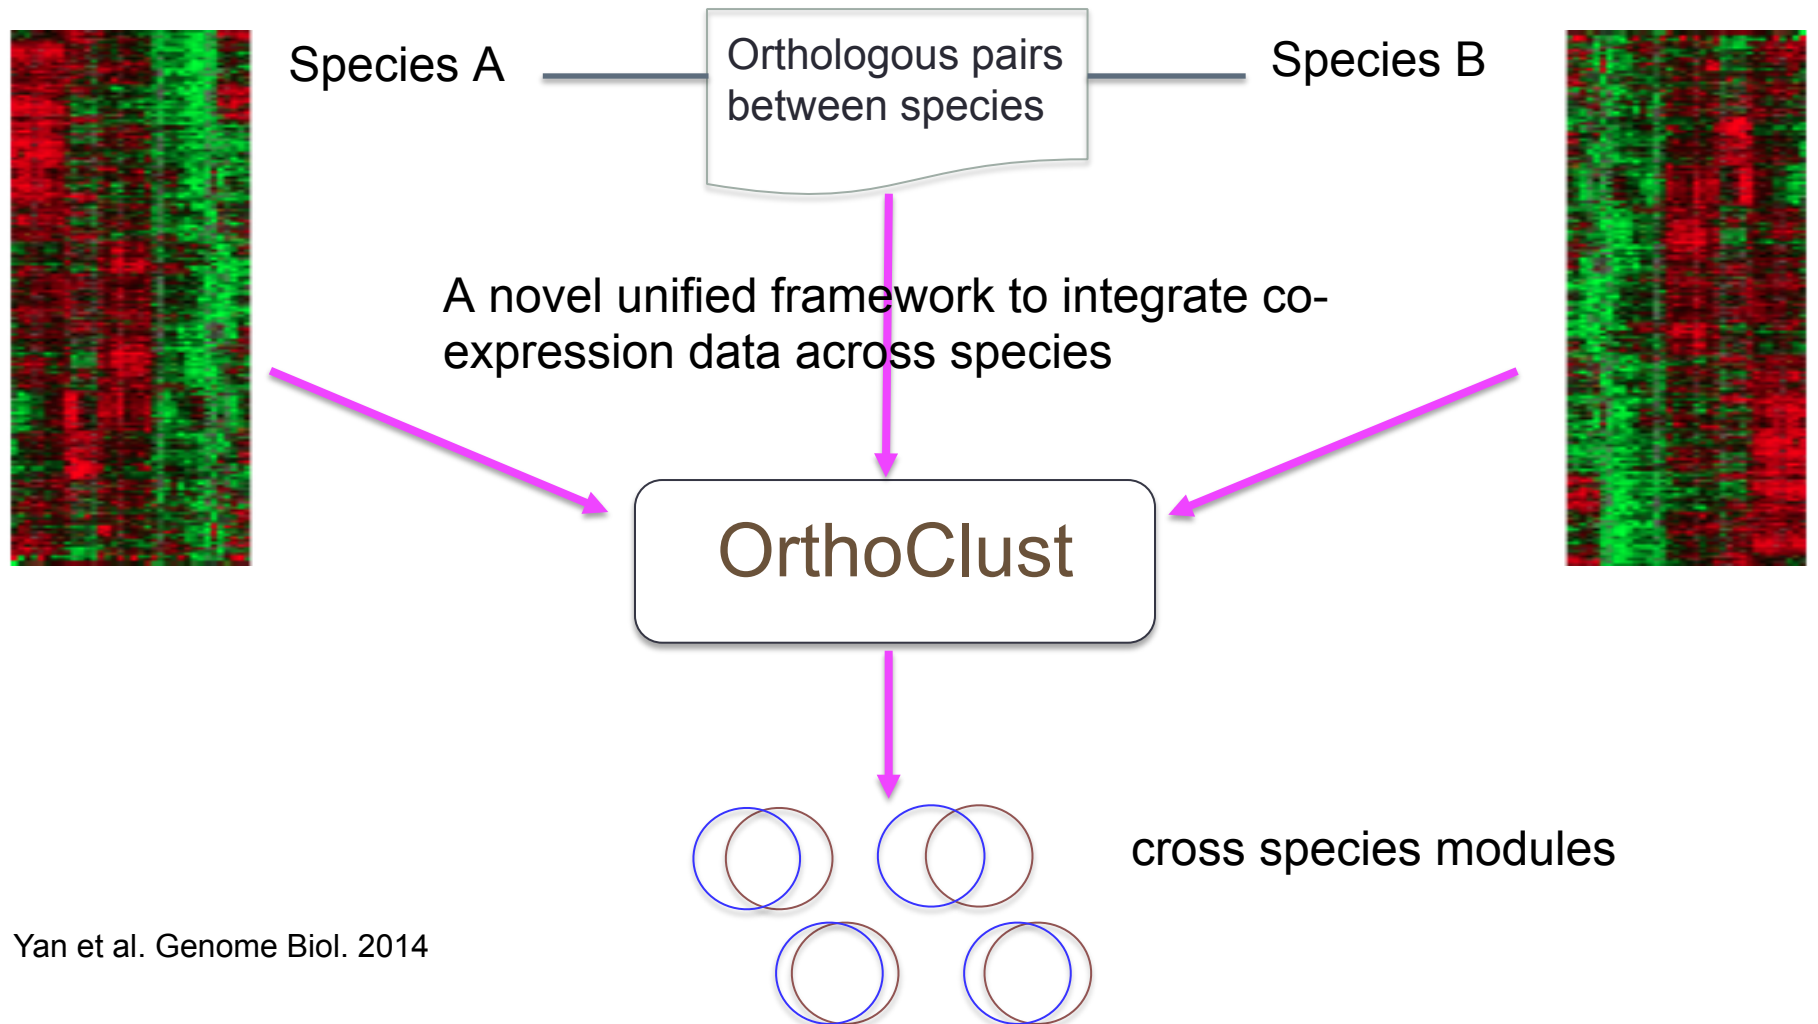 Species A
Orthologous pairs
between species
Species B
A novel unified framework to integrate co-
expression data across species
OrthoClust
cross species modules
Yan et al. Genome Biol. 2014